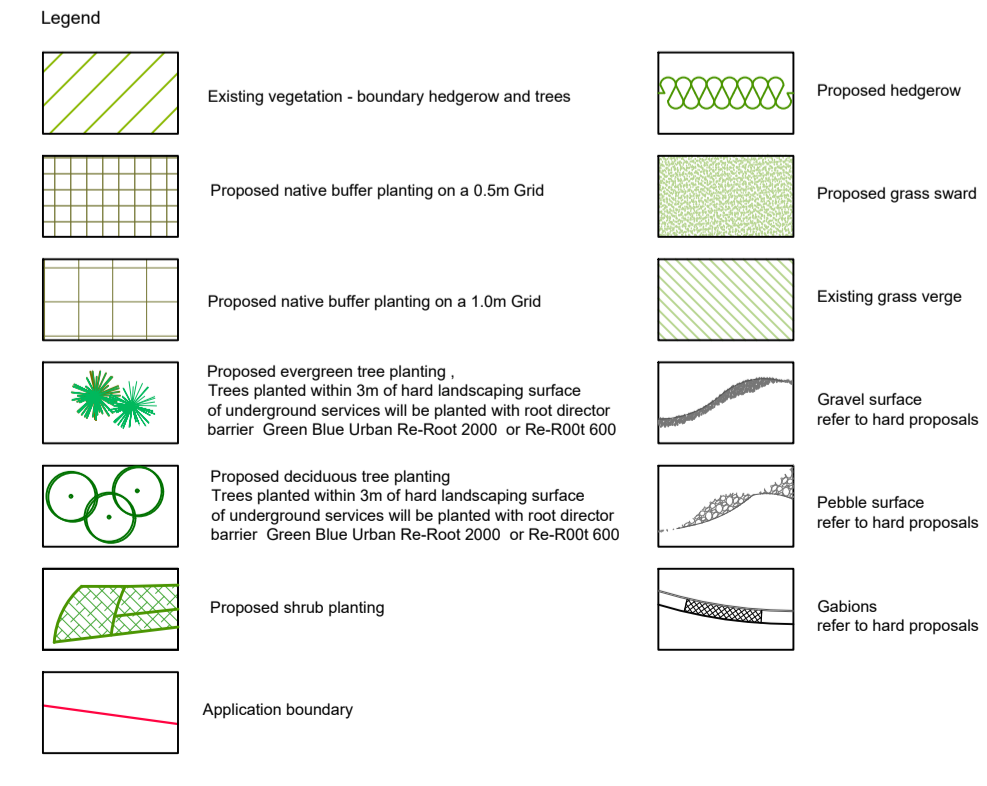 Legend
Existing vegetation - boundary hedgerow and trees
Proposed native buffer planting on a 0.5m Grid
Proposed native buffer planting on a 1.0m Grid
Proposed evergreen tree planting ,
Trees planted within 3m of hard landscaping surface
of underground services will be planted with root director
barrier Green Blue Urban Re-Root 2000 or Re-R00t 600
Proposed deciduous tree planting
Trees planted within 3m of hard landscaping surface
of underground services will be planted with root director
barrier Green Blue Urban Re-Root 2000 or Re-R00t 600
Proposed shrub planting
Application boundary
Proposed hedgerow
Proposed grass sward
Existing grass verge
Gravel surface
refer to hard proposals
Pebble surface
refer to hard proposals
Gabions
refer to hard proposals